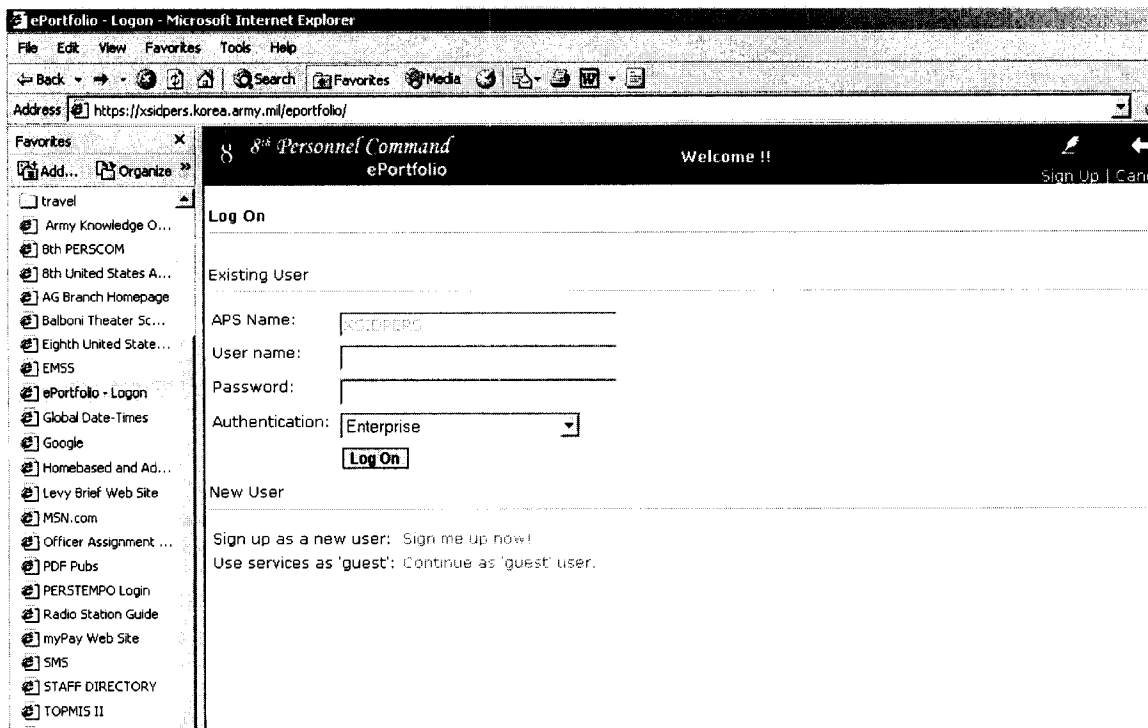 ePortfolio - Logon - Microsoft Internet Explorer
File Edit View Favorites Tools Help
Back Search Favorites Media
Address https://xsidpers.korea.army.mil/eportfolio/
Favorites
Add... Organize
travel
Army Knowledge O...
8th PERSCOM
8th United States A...
AG Branch Homepage
Balboni Theater Sc...
Eighth United State...
EMSS
ePortfolio - Logon
Global Date-Times
Google
Homebased and Ad...
Levy Brief Web Site
MSN.com
Officer Assignment ...
PDF Pubs
PERSTEMPO Login
Radio Station Guide
myPay Web Site
SMS
STAFF DIRECTORY
TOPMIS II
8 8th Personnel Command
ePortfolio
Welcome !!
Sign Up | Canc
Log On
Existing User
APS Name: XSIDPERS
User name:
Password:
Authentication: Enterprise
Log On
New User
Sign up as a new user: Sign me up now!
Use services as 'guest': Continue as 'guest' user.